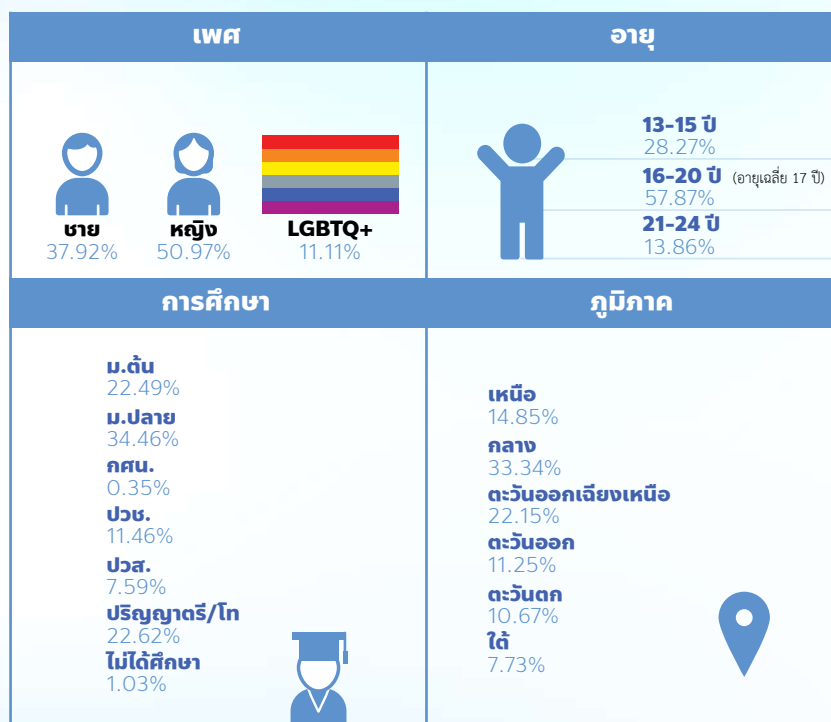 เพศ
ชาย
37.92%
หญิง
50.97%
LGBTQ+
11.11%
อายุ
13-15 ปี
28.27%
16-20 ปี (อายุเฉลี่ย 17 ปี)
57.87%
21-24 ปี
13.86%
การศึกษา
ม.ต้น
22.49%
ม.ปลาย
34.46%
กศน.
0.35%
ปวช.
11.46%
ปวส.
7.59%
ปริญญาตรี/โท
22.62%
ไม่ได้ศึกษา
1.03%
ภูมิภาค
เหนือ
14.85%
กลาง
33.34%
ตะวันออกเฉียงเหนือ
22.15%
ตะวันออก
11.25%
ตะวันตก
10.67%
ใต้
7.73%